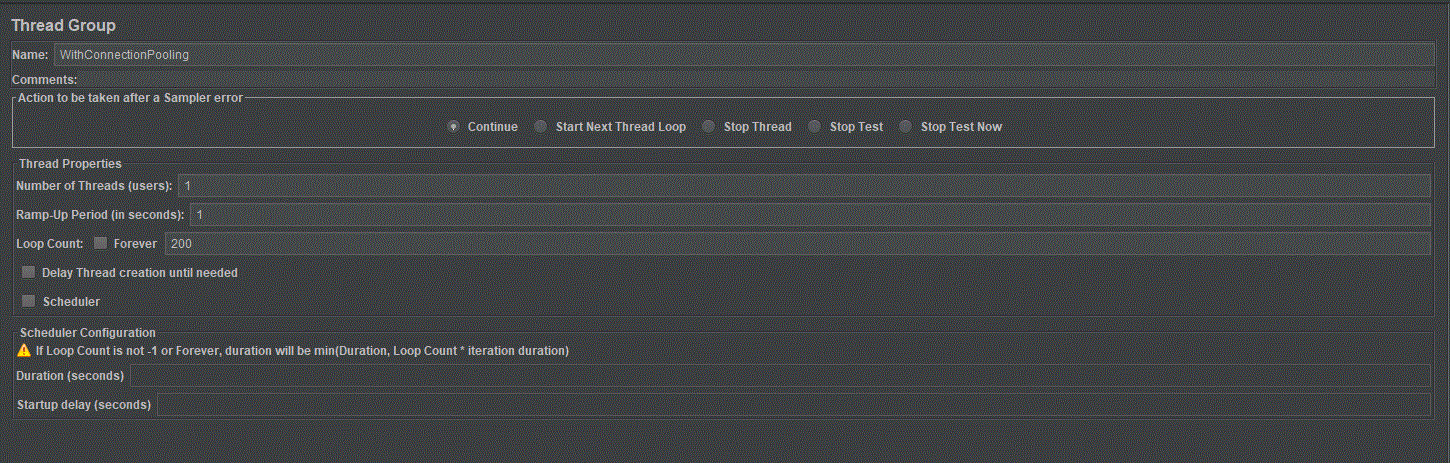 Thread Group
Name: WithConnectionPooling
Comments:
Action to be taken after a Sampler error
Continue Start Next Thread Loop Stop Thread Stop Test Stop Test Now
Thread Properties
Number of Threads (users): 1
Ramp-Up Period (in seconds): 1
Loop Count: Forever 200
Delay Thread creation until needed
Scheduler
Scheduler Configuration
If Loop Count is not -1 or Forever, duration will be min(Duration, Loop Count * iteration duration)
Duration (seconds)
Startup delay (seconds)